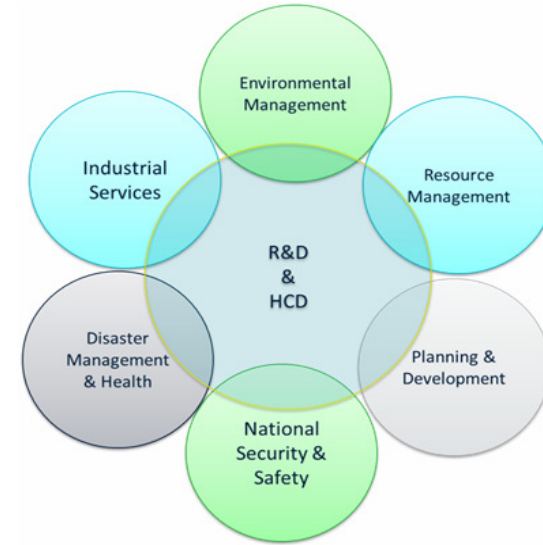 Environmental
Management
Industrial
Services
Resource
Management
R&D
&
HCD
Disaster
Management
& Health
Planning &
Development
National
Security &
Safety